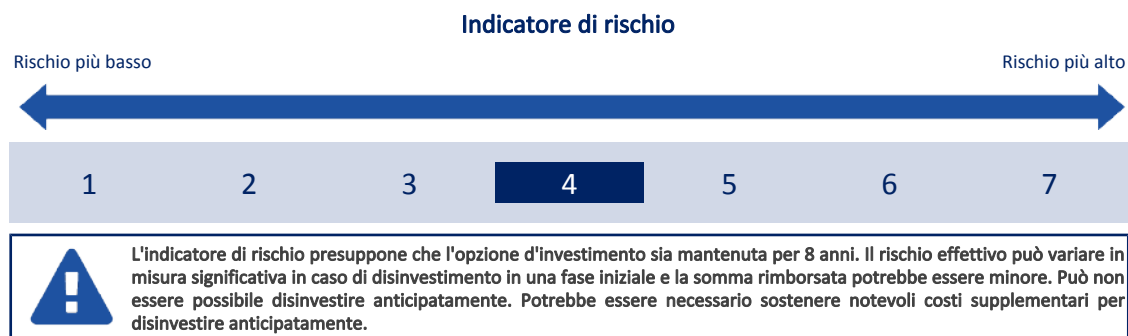 Indicatore di rischio
Rischio più basso Rischio più alto
1 2 3 4 5 6 7
L'indicatore di rischio presuppone che l'opzione d'investimento sia mantenuta per 8 anni. Il rischio effettivo può variare in
misura significativa in caso di disinvestimento in una fase iniziale e la somma rimborsata potrebbe essere minore. Può non
essere possibile disinvestire anticipatamente. Potrebbe essere necessario sostenere notevoli costi supplementari per
disinvestire anticipatamente.